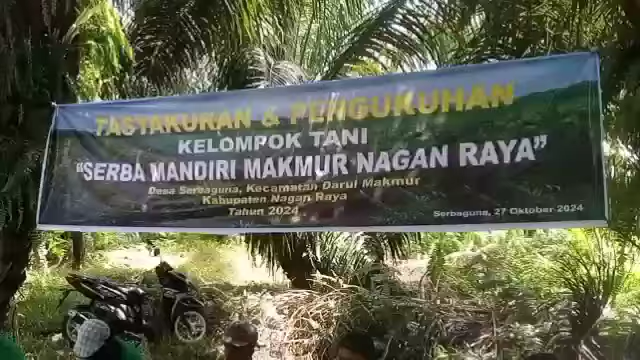 TASYAKURAN & PENGUKUHAN
KELOMPOK TANI
"SERBA MANDIRI MAKMUR NAGAN RAYA"
Desa Serbaguna, Kecamatan Darul Makmur
Kabupaten Nagan Raya
Tahun 2024
Serbaguna, 27 Oktober 2024